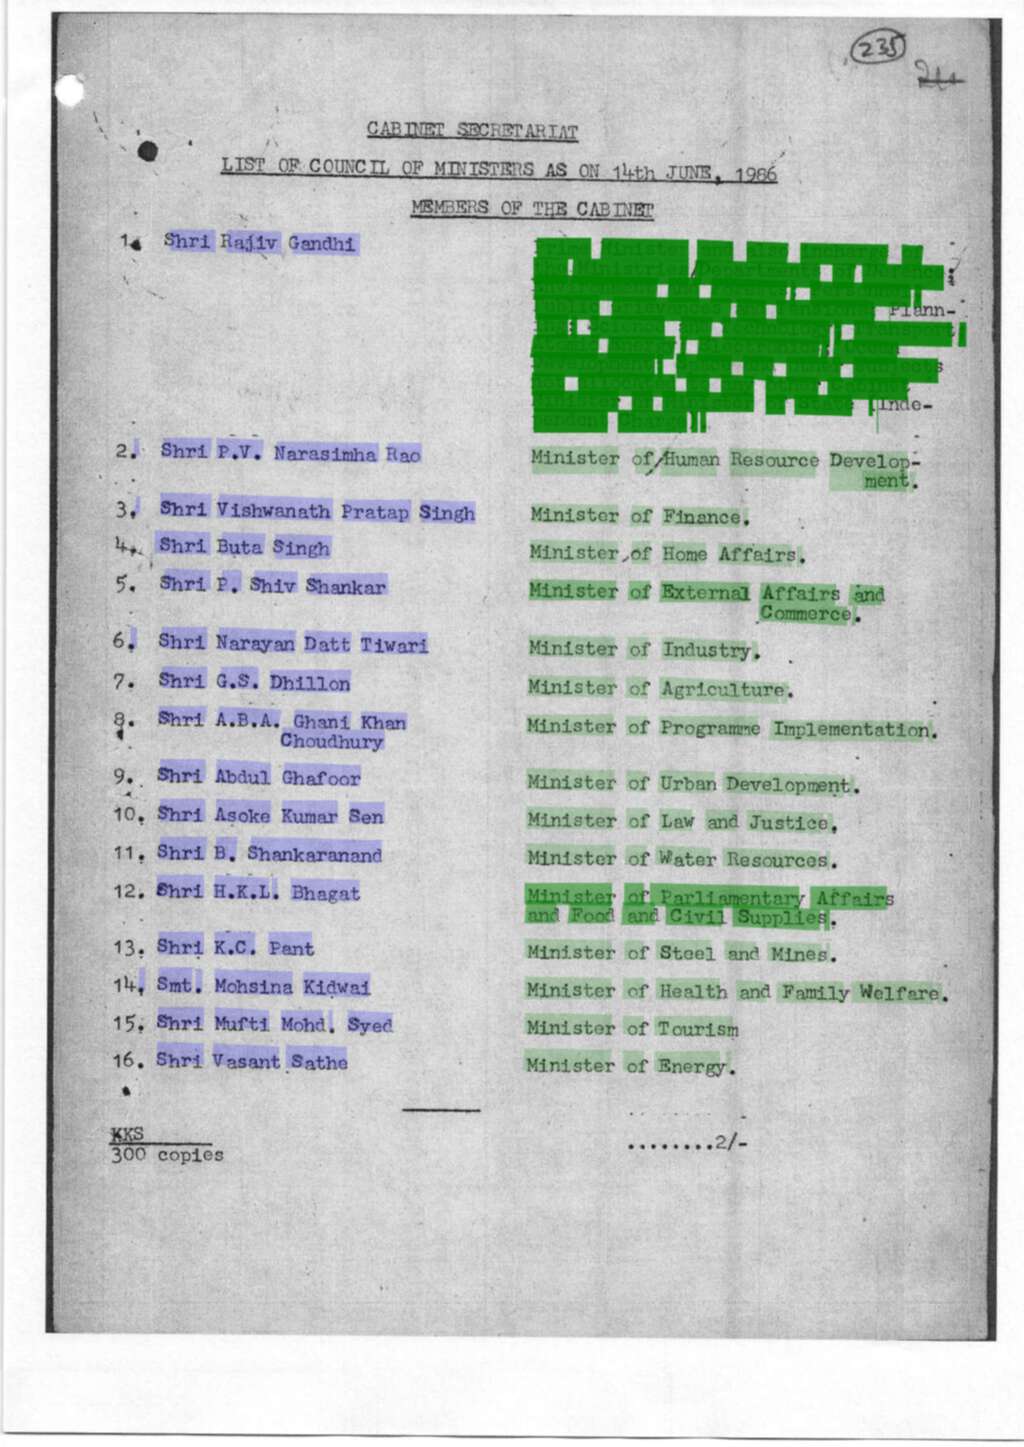 235
CABINET SECRETARIAT
LIST OF COUNCIL OF MINISTERS AS ON 14th JUNE, 1986
MEMBERS OF THE CABINET
1. Shri Rajiv Gandhi
Plann-
Inde-
2. Shri P.V. Narasimha Rao Minister of Human Resource Develop-
ment.
3. Shri Vishwanath Pratap Singh Minister of Finance.
4. Shri Buta Singh Minister of Home Affairs.
5. Shri P. Shiv Shankar Minister of External Affairs and
Commerce.
6. Shri Narayan Datt Tiwari Minister of Industry.
7. Shri G.S. Dhillon Minister of Agriculture.
8. Shri A.B.A. Ghani Khan Minister of Programme Implementation.
Choudhury
9. Shri Abdul Ghafoor Minister of Urban Development.
10. Shri Asoke Kumar Sen Minister of Law and Justice.
11. Shri B. Shankaranand Minister of Water Resources.
12. Shri H.K.L. Bhagat Minister of Parliamentary Affairs
and Food and Civil Supplies.
13. Shri K.C. Pant Minister of Steel and Mines.
14. Smt. Mohsina Kidwai Minister of Health and Family Welfare.
15. Shri Mufti Mohd. Syed Minister of Tourism
16. Shri Vasant Sathe Minister of Energy.
KKS
300 copies ........2/-